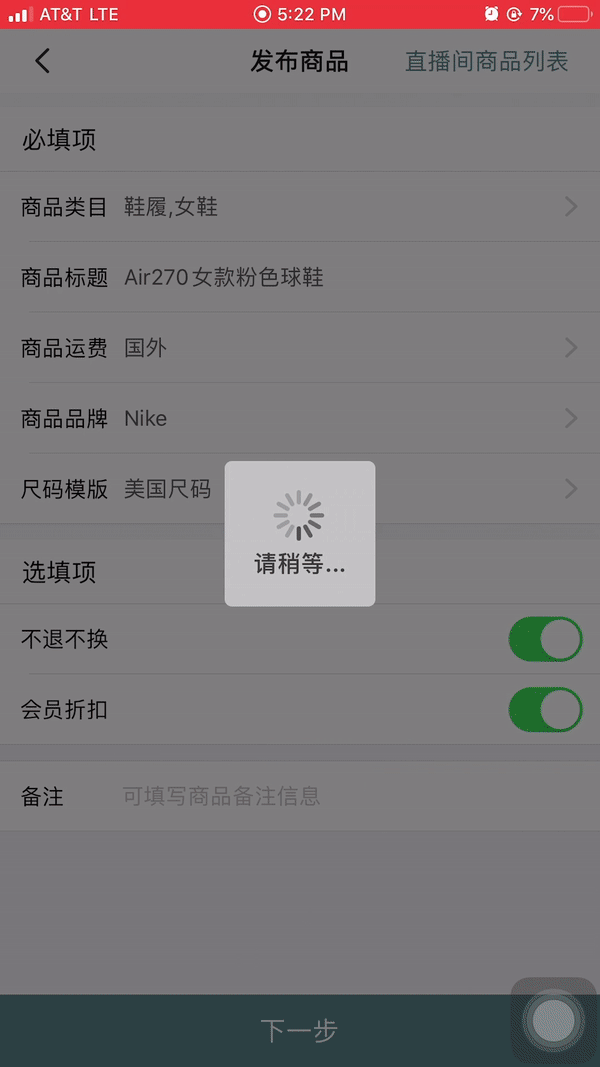 AT&T LTE 5:22 PM 7%
发布商品 直播间商品列表
必填项
商品类目 鞋履,女鞋
商品标题 Air270女款粉色球鞋
商品运费 国外
商品品牌 Nike
尺码模版 美国尺码
请稍等...
选填项
不退不换
会员折扣
备注 可填写商品备注信息
下一步